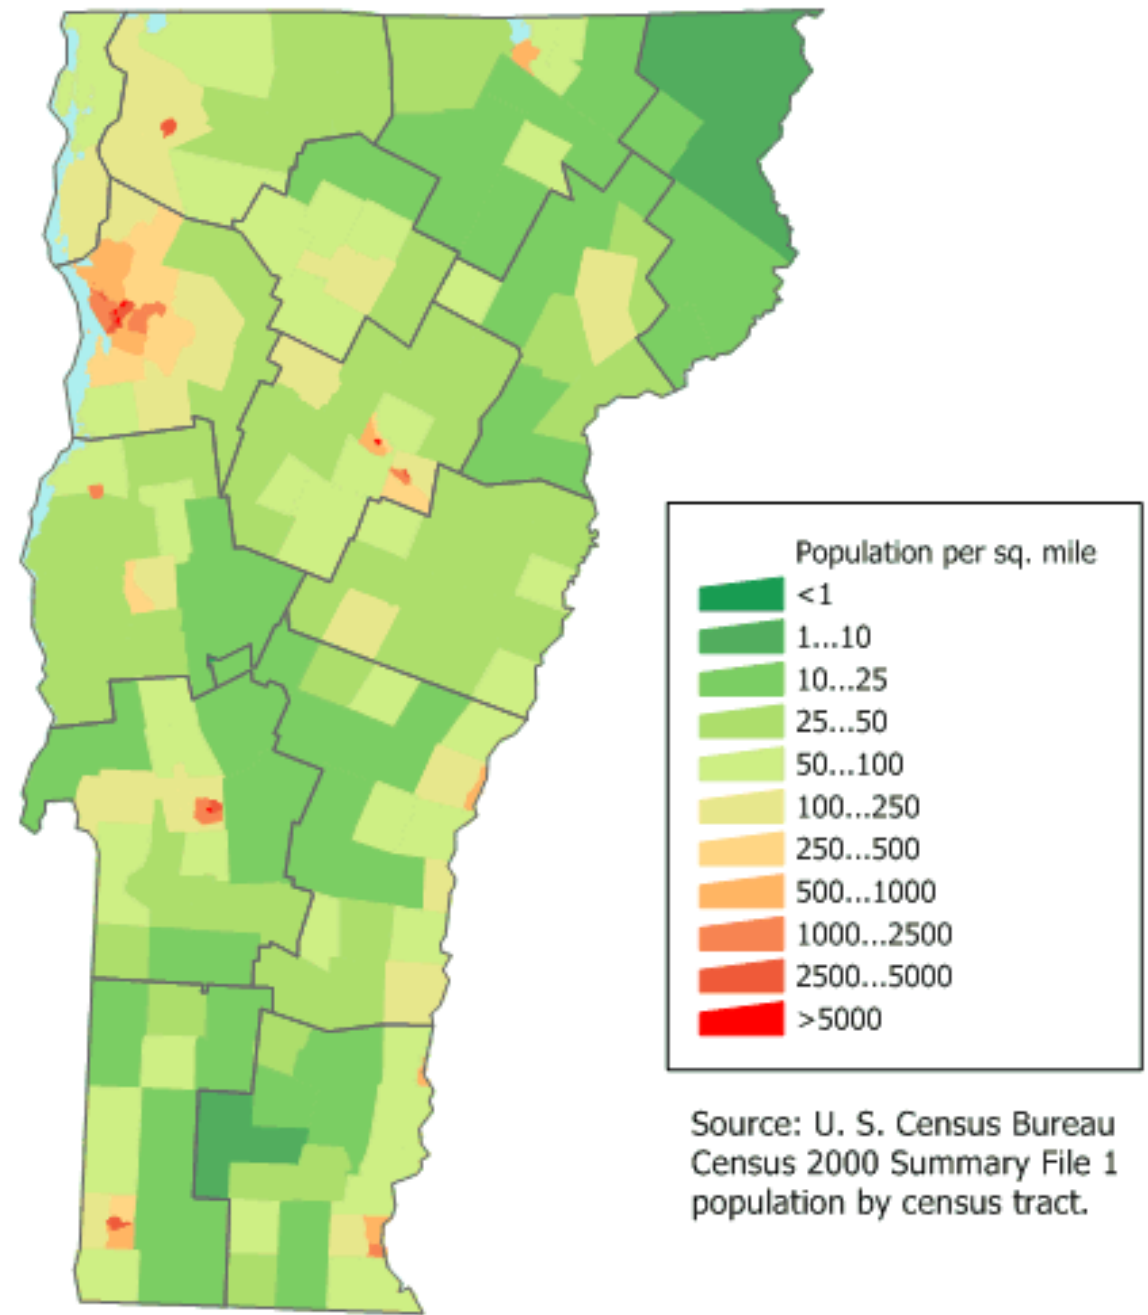 Population per sq. mile
<1
1...10
10...25
25...50
50...100
100...250
250...500
500...1000
1000...2500
2500...5000
>5000
Source: U. S. Census Bureau
Census 2000 Summary File 1
population by census tract.